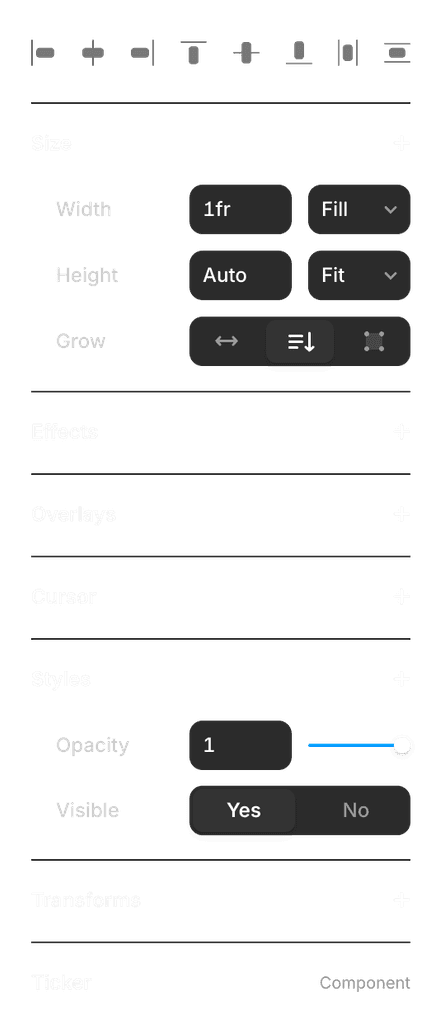 Size
Width 1fr Fill
Height Auto Fit
Grow
Effects
Overlays
Cursor
Styles
Opacity 1
Visible Yes No
Transforms
Ticker Component